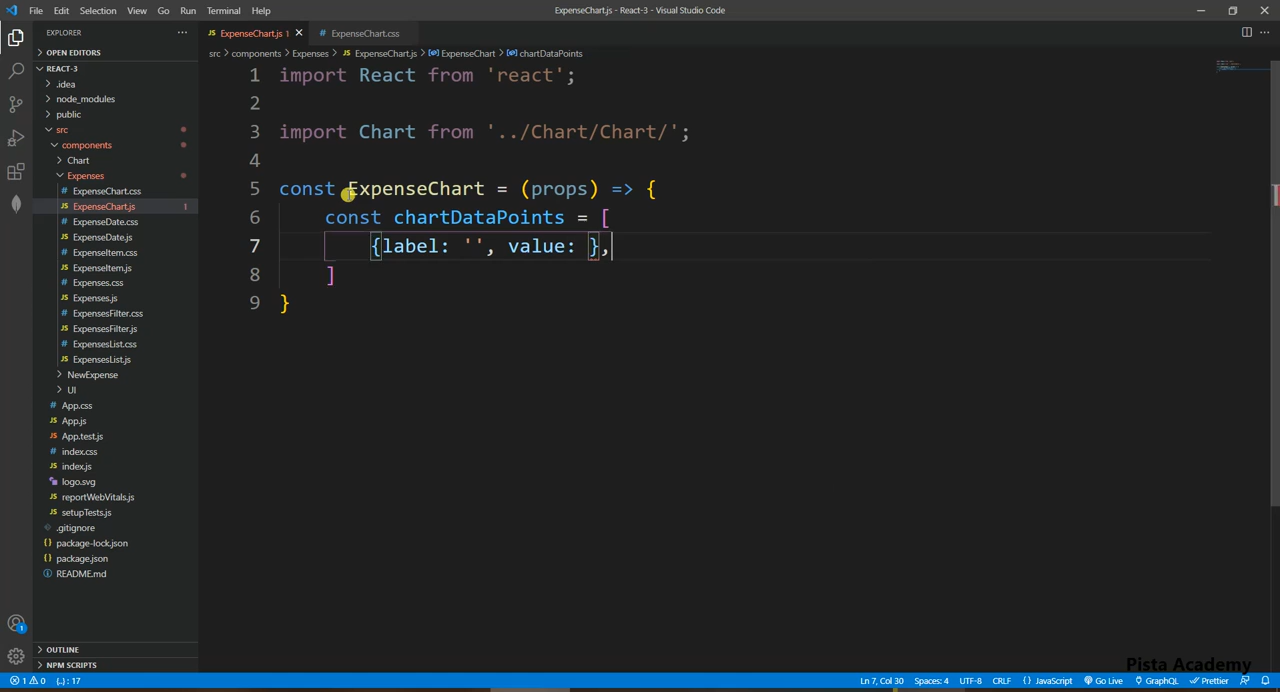 File Edit Selection View Go Run Terminal Help
ExpenseChart.js - React-3 - Visual Studio Code
EXPLORER
ExpenseChart.js 1
ExpenseChart.css
OPEN EDITORS
src > components > Expenses > ExpenseChart.js > ExpenseChart > chartDataPoints
REACT-3
.idea
node_modules
public
src
components
Chart
Expenses
ExpenseChart.css
ExpenseChart.js 1
ExpenseDate.css
ExpenseDate.js
ExpenseItem.css
ExpenseItem.js
Expenses.css
Expenses.js
ExpensesFilter.css
ExpensesFilter.js
ExpensesList.css
ExpensesList.js
NewExpense
UI
App.css
App.js
App.test.js
index.css
index.js
logo.svg
reportWebVitals.js
setupTests.js
.gitignore
package-lock.json
package.json
README.md
OUTLINE
NPM SCRIPTS
1 import React from 'react';
2
3 import Chart from '../Chart/Chart/';
4
5 const ExpenseChart = (props) => {
6 const chartDataPoints = [
7 {label: '', value: },
8 ]
9 }
Pista Academy
1
1 0 {..} : 17
Ln 7, Col 30 Spaces: 4 UTF-8 CRLF {} JavaScript Go Live GraphQL Prettier